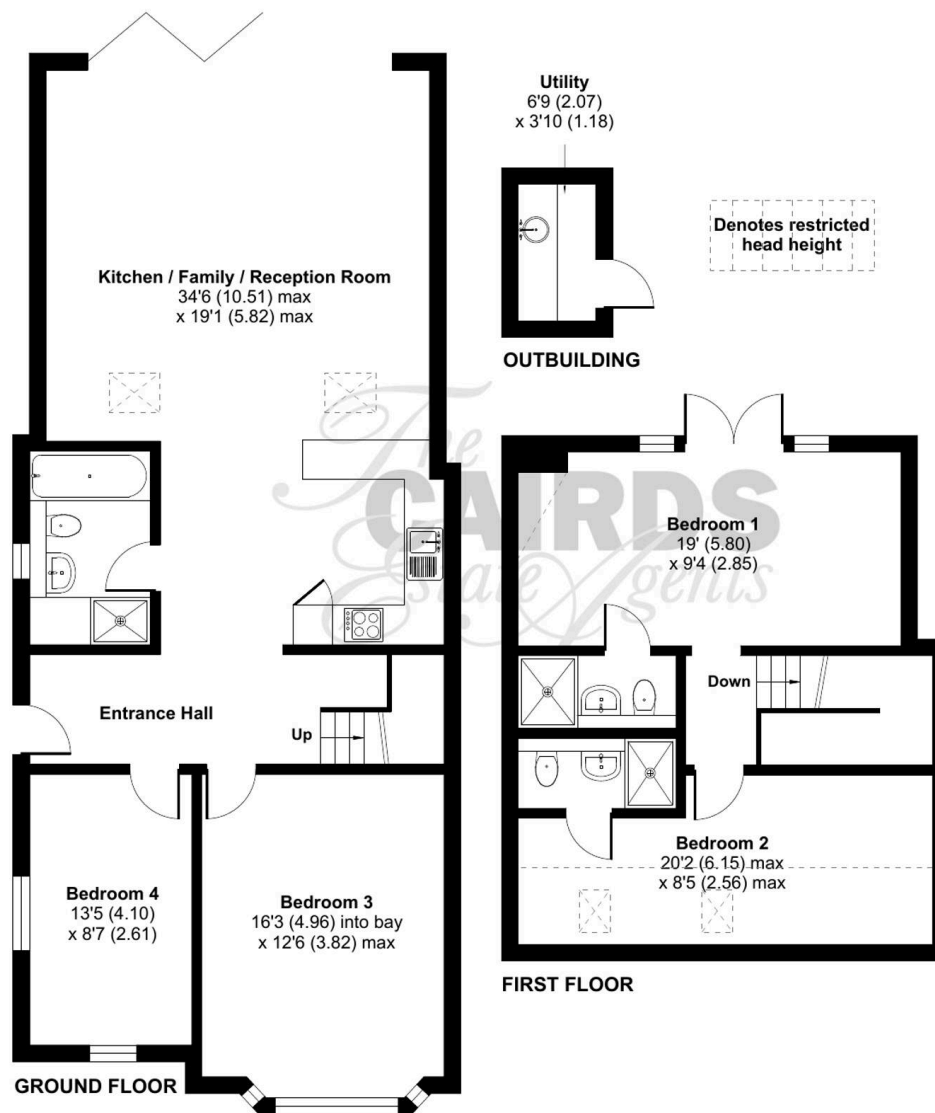 Utility
6'9 (2.07)
x 3'10 (1.18)
Denotes restricted
head height
Kitchen / Family / Reception Room
34'6 (10.51) max
x 19'1 (5.82) max
OUTBUILDING
The
CAIRDS
Estate Agents
Bedroom 1
19' (5.80)
x 9'4 (2.85)
Entrance Hall
Up
Down
Bedroom 4
13'5 (4.10)
x 8'7 (2.61)
Bedroom 3
16'3 (4.96) into bay
x 12'6 (3.82) max
Bedroom 2
20'2 (6.15) max
x 8'5 (2.56) max
GROUND FLOOR
FIRST FLOOR